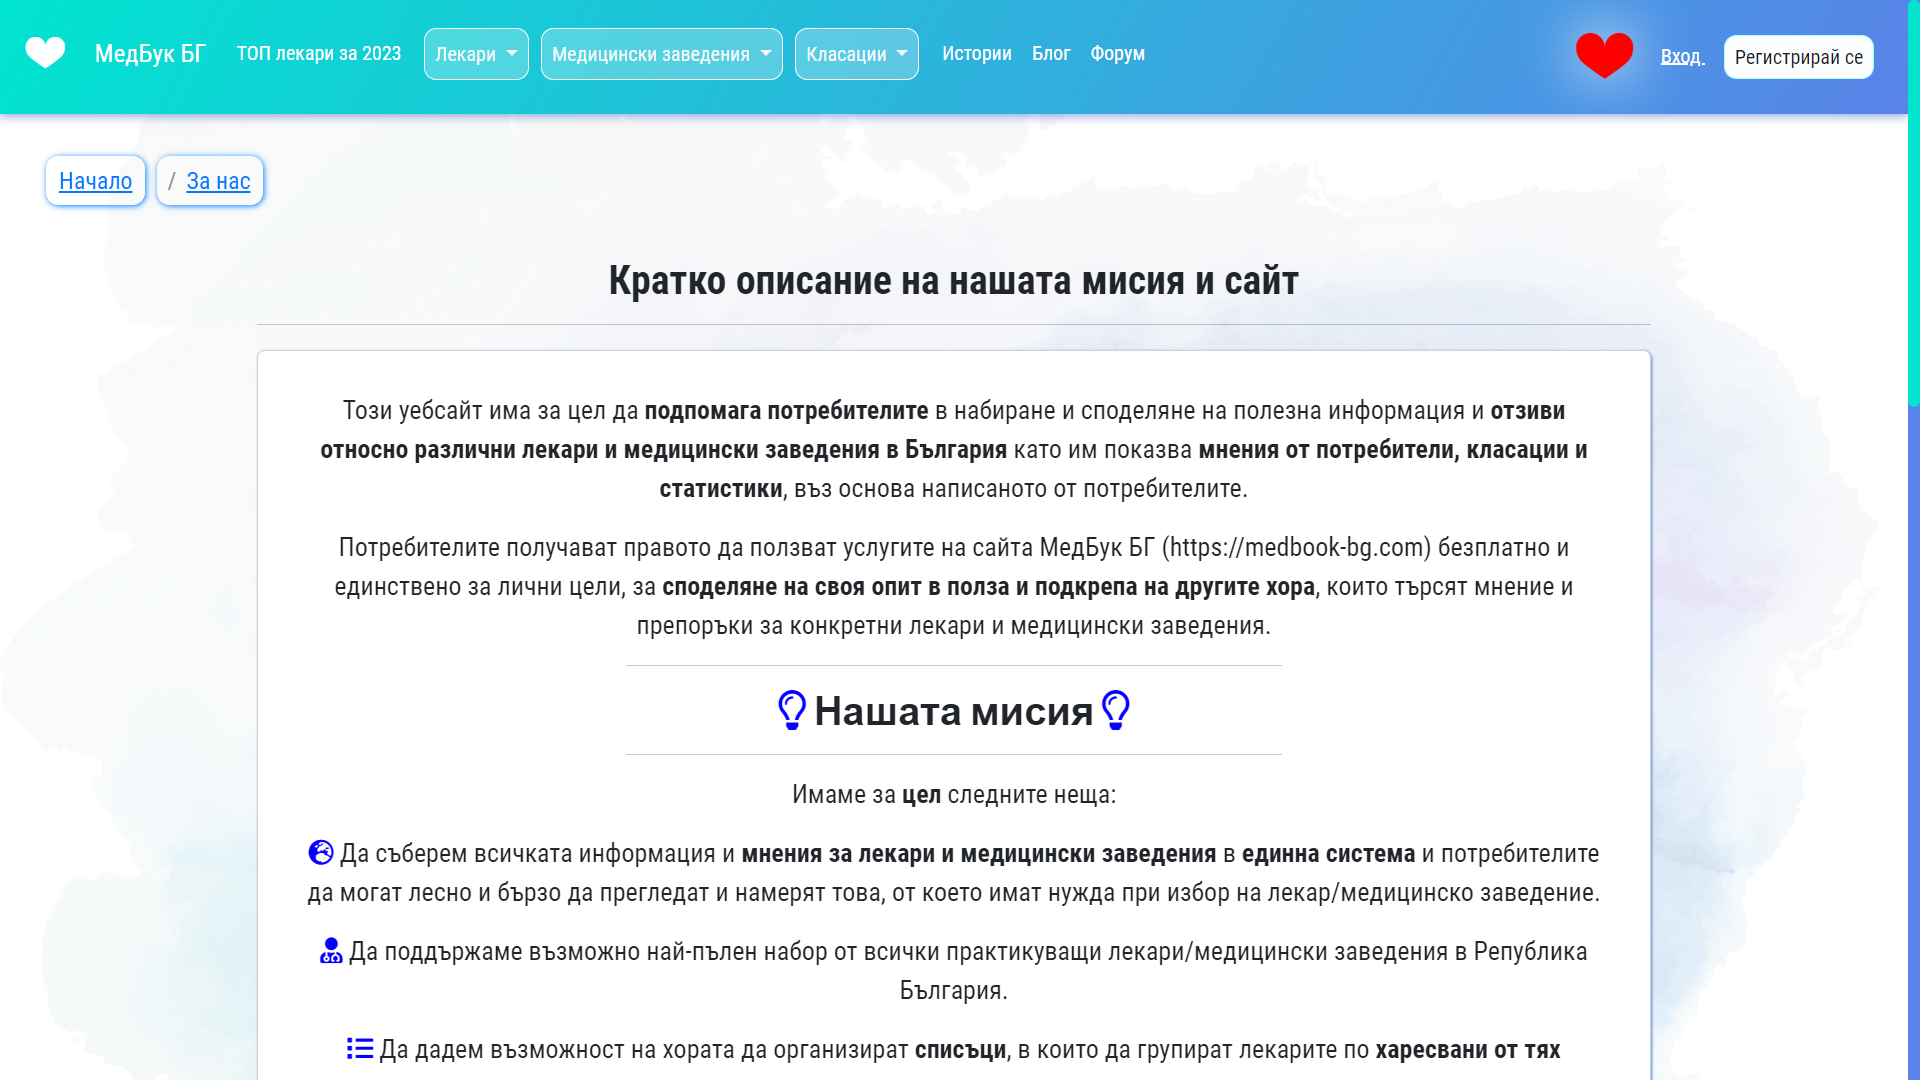 МедБук БГ ТОП лекари за 2023 Лекари Медицински заведения Класации Истории Блог Форум Вход Регистрирай се
Начало / За нас
Кратко описание на нашата мисия и сайт
Този уебсайт има за цел да подпомага потребителите в набиране и споделяне на полезна информация и отзиви
относно различни лекари и медицински заведения в България като им показва мнения от потребители, класации и
статистики, въз основа написаното от потребителите.
Потребителите получават правото да ползват услугите на сайта МедБук БГ (https://medbook-bg.com) безплатно и
единствено за лични цели, за споделяне на своя опит в полза и подкрепа на другите хора, които търсят мнение и
препоръки за конкретни лекари и медицински заведения.
Нашата мисия
Имаме за цел следните неща:
Да съберем всичката информация и мнения за лекари и медицински заведения в единна система и потребителите
да могат лесно и бързо да прегледат и намерят това, от което имат нужда при избор на лекар/медицинско заведение.
Да поддържаме възможно най-пълен набор от всички практикуващи лекари/медицински заведения в Република
България.
Да дадем възможност на хората да организират списъци, в които да групират лекарите по харесвани от тях